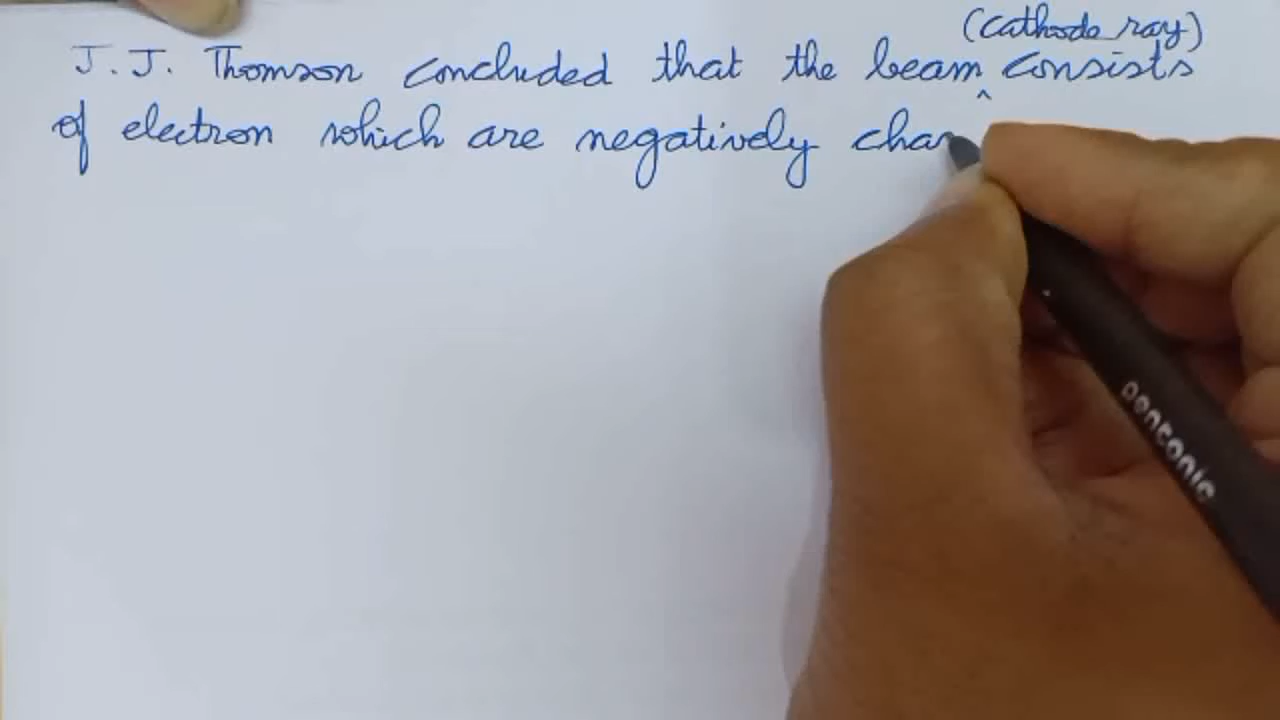 (cathode ray)
J. J. Thomson concluded that the beam ^ consists
of electron which are negatively char
pentonic